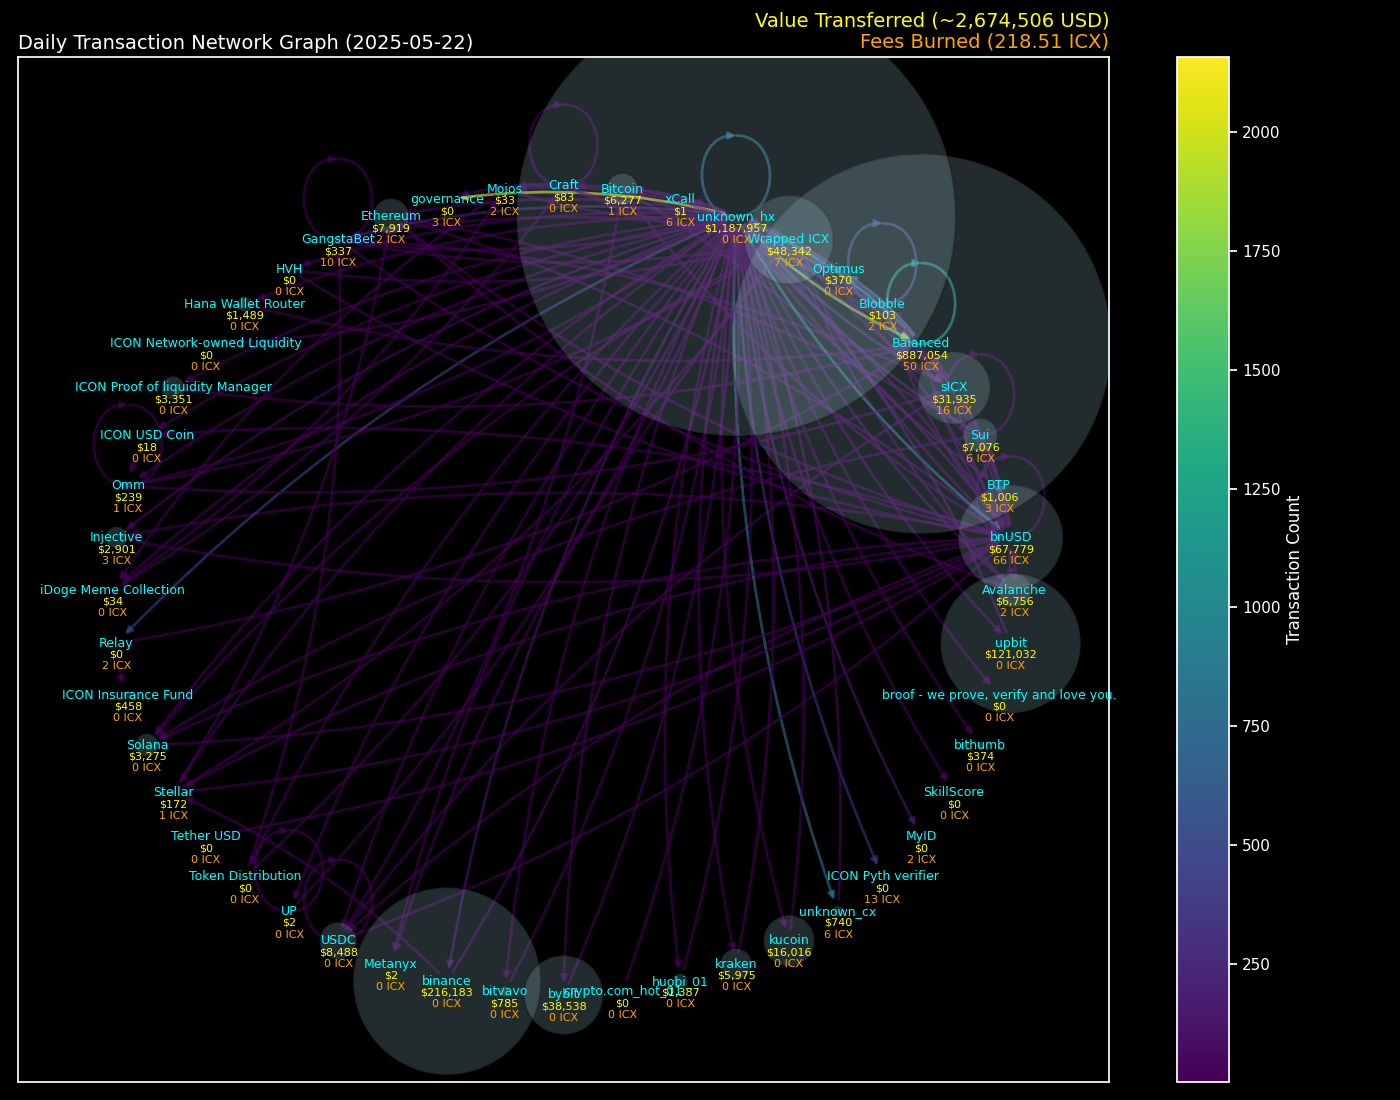 Value Transferred (~2,674,506 USD)
Daily Transaction Network Graph (2025-05-22)
Fees Burned (218.51 ICX)
Craft
$83
0 ICX
Bitcoin
$6,277
1 ICX
Mojos
$33
2 ICX
xCall
$1
6 ICX
governance
$0
3 ICX
unknown_hx
$1,187,957
0 ICX
Ethereum
$7,919
2 ICX
Wrapped ICX
$48,342
7 ICX
GangstaBet
$337
10 ICX
Optimus
$370
0 ICX
HVH
$0
0 ICX
Blobble
$103
2 ICX
Hana Wallet Router
$1,489
0 ICX
Balanced
$887,054
50 ICX
ICON Network-owned Liquidity
$0
0 ICX
sICX
$31,935
16 ICX
ICON Proof of liquidity Manager
$3,351
0 ICX
Sui
$7,076
6 ICX
ICON USD Coin
$18
0 ICX
BTP
$1,006
3 ICX
Omm
$239
1 ICX
bnUSD
$67,779
66 ICX
Injective
$2,901
3 ICX
Avalanche
$6,756
2 ICX
iDoge Meme Collection
$34
0 ICX
upbit
$121,032
0 ICX
Relay
$0
2 ICX
broof - we prove, verify and love you.
$0
0 ICX
ICON Insurance Fund
$458
0 ICX
bithumb
$374
0 ICX
Solana
$3,275
0 ICX
SkillScore
$0
0 ICX
Stellar
$172
1 ICX
MyID
$0
2 ICX
Tether USD
$0
0 ICX
ICON Pyth verifier
$0
13 ICX
Token Distribution
$0
0 ICX
unknown_cx
$740
6 ICX
UP
$2
0 ICX
kucoin
$16,016
0 ICX
USDC
$8,488
0 ICX
kraken
$5,975
0 ICX
Metanyx
$2
0 ICX
huobi_01
0 ICX
binance
$216,183
0 ICX
bitvavo
$785
0 ICX
bybit
$38,538
0 ICX
$0
0 ICX
2000
1750
1500
1250
1000
750
500
250
Transaction Count